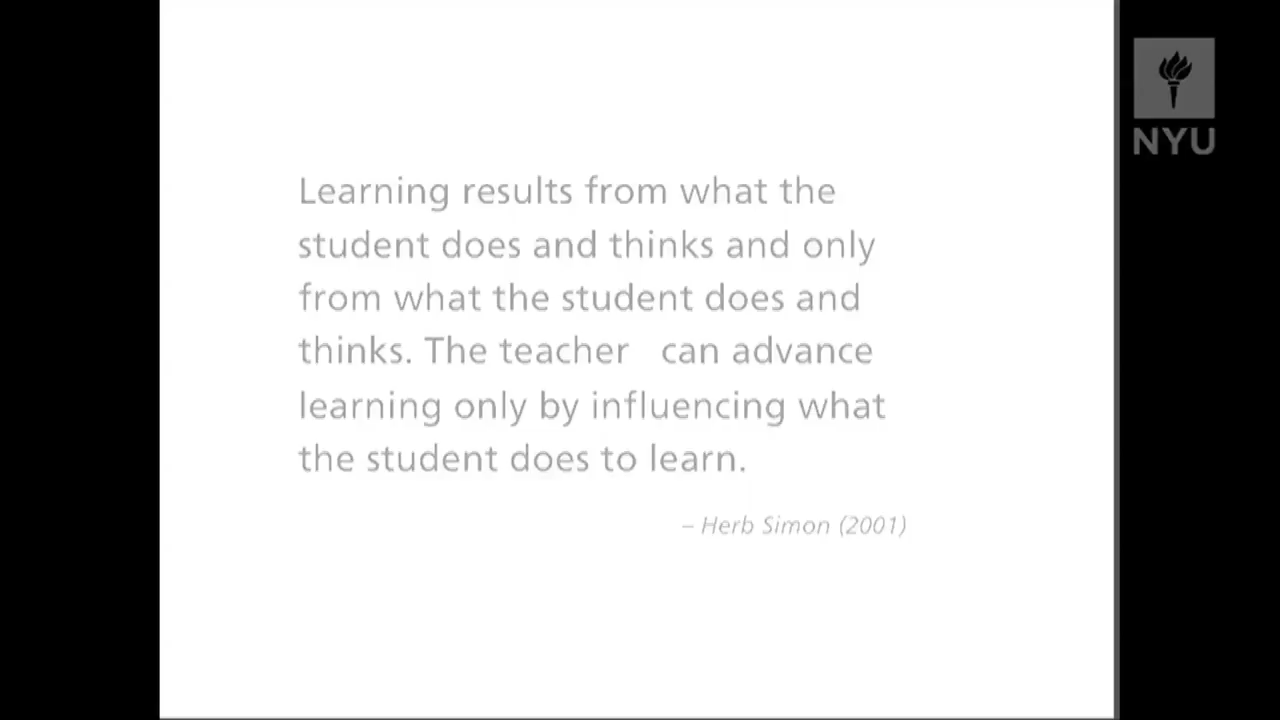 Learning results from what the
student does and thinks and only
from what the student does and
thinks. The teacher can advance
learning only by influencing what
the student does to learn.
– Herb Simon (2001)
NYU